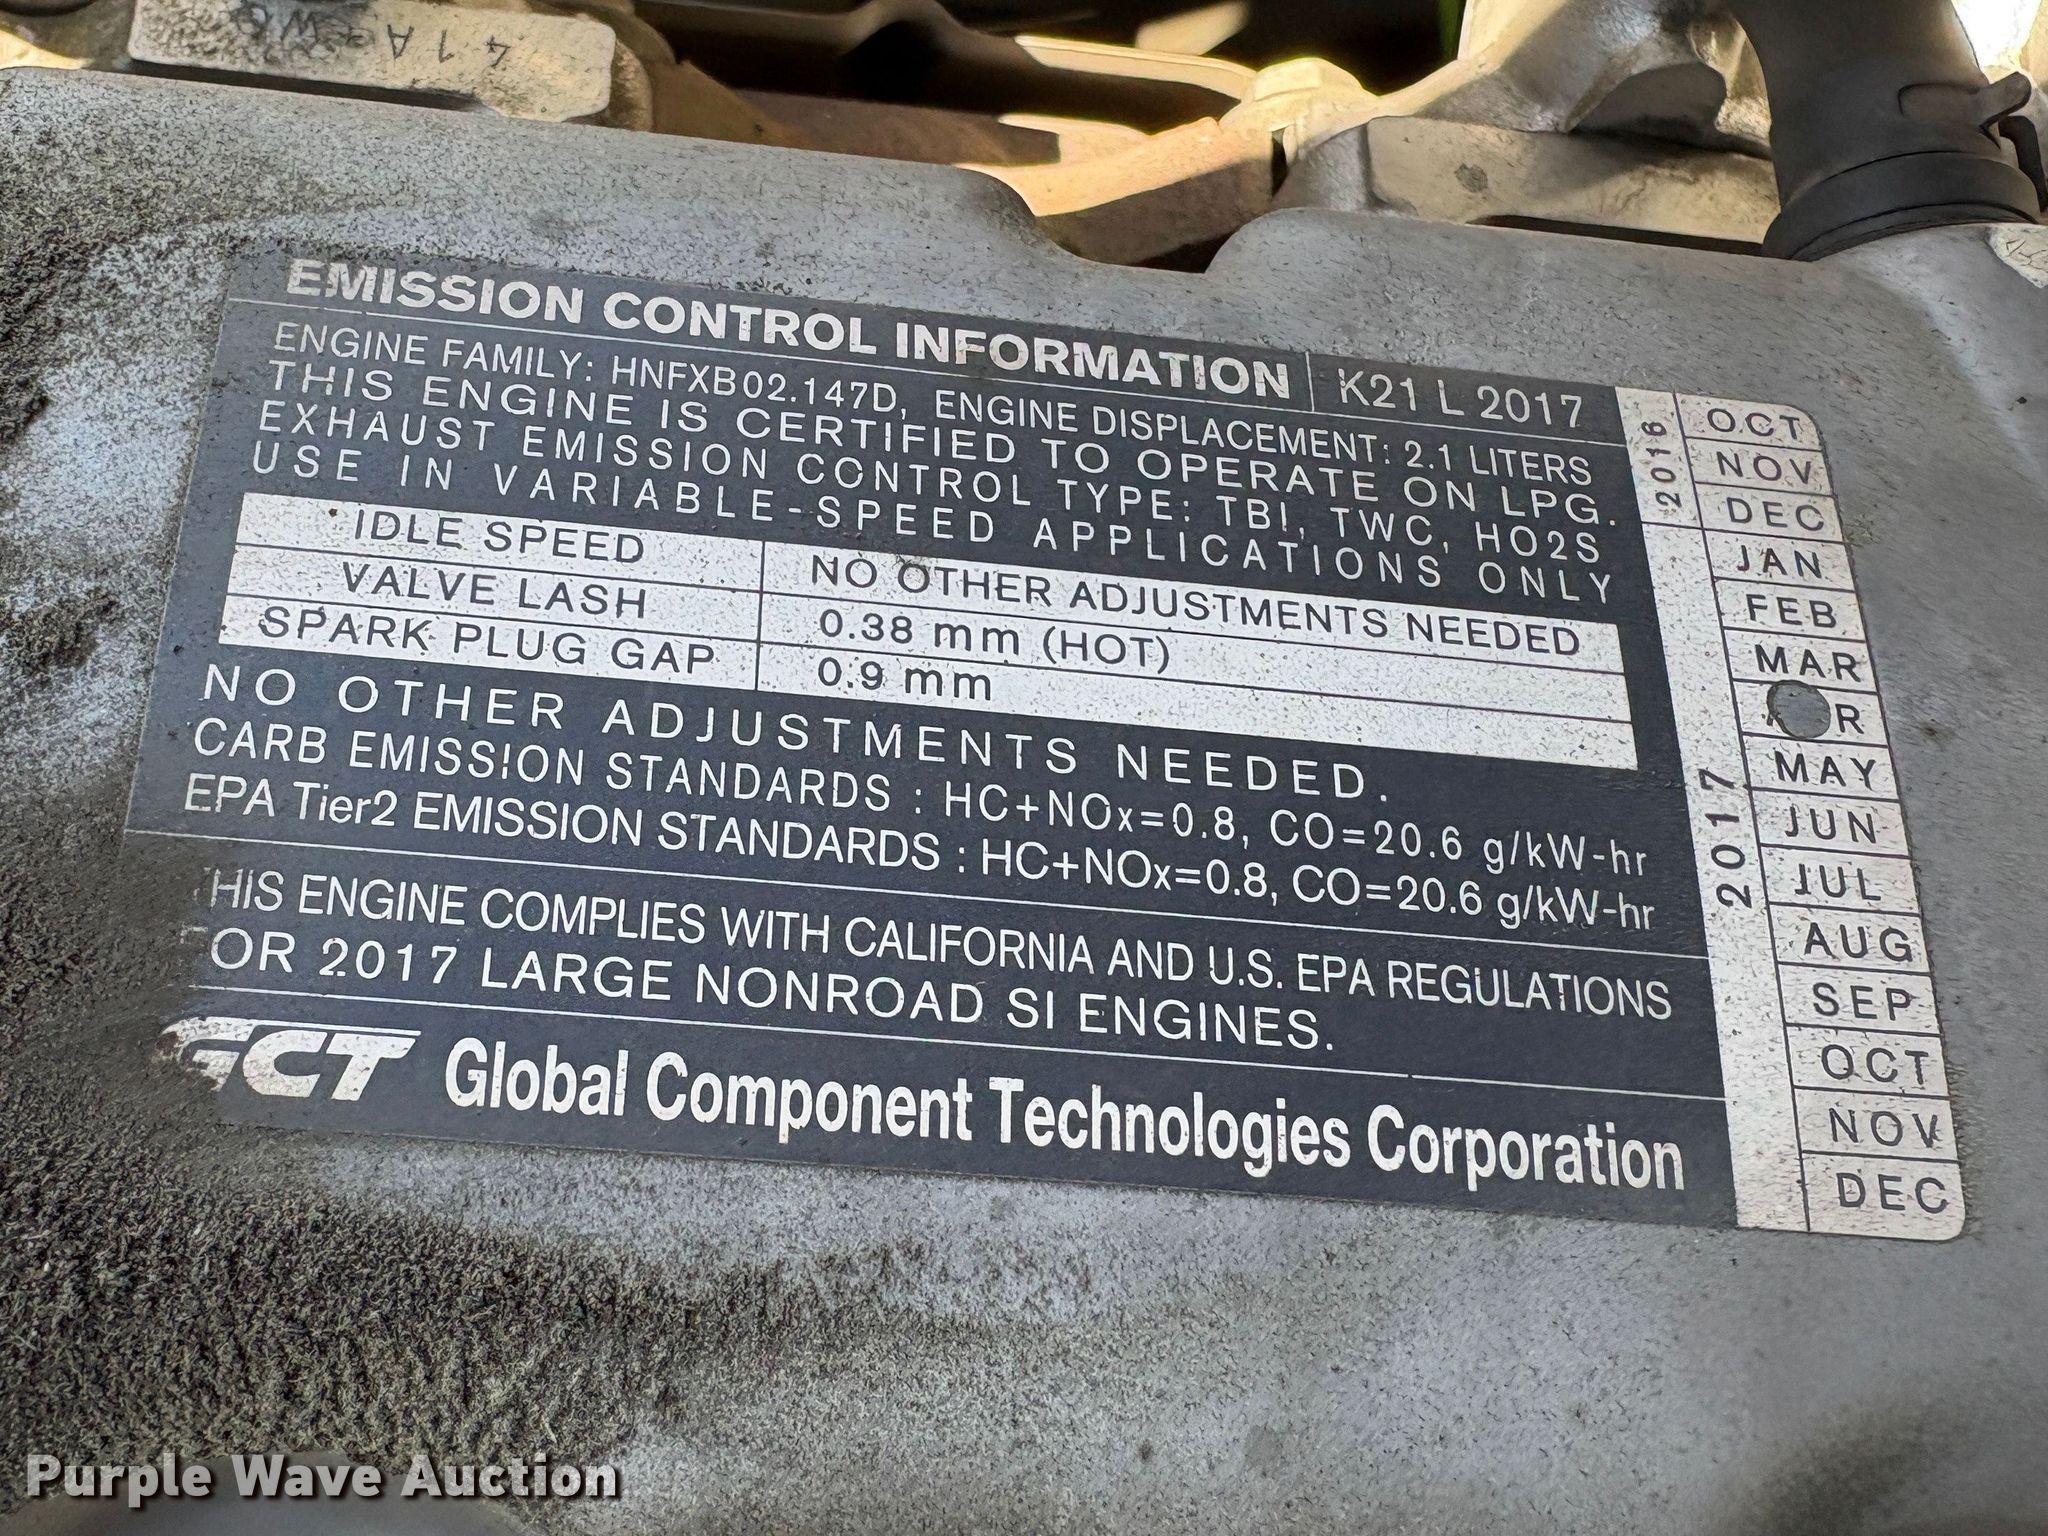 41A
EMISSION CONTROL INFORMATION
K21 L 2017
ENGINE FAMILY: HNFXB02.147D, ENGINE DISPLACEMENT: 2.1 LITERS
THIS ENGINE IS CERTIFIED TO OPERATE ON LPG.
EXHAUST EMISSION CONTROL TYPE: TBI, TWC, HO2S
USE IN VARIABLE-SPEED APPLICATIONS ONLY
IDLE SPEED NO OTHER ADJUSTMENTS NEEDED
VALVE LASH 0.38 mm (HOT)
SPARK PLUG GAP 0.9 mm
NO OTHER ADJUSTMENTS NEEDED.
CARB EMISSION STANDARDS : HC+NOx=0.8, CO=20.6 g/kW-hr
EPA Tier2 EMISSION STANDARDS : HC+NOx=0.8, CO=20.6 g/kW-hr
THIS ENGINE COMPLIES WITH CALIFORNIA AND U.S. EPA REGULATIONS
FOR 2017 LARGE NONROAD SI ENGINES.
GCT Global Component Technologies Corporation
2016
OCT
NOV
DEC
2017
JAN
FEB
MAR
APR
MAY
JUN
JUL
AUG
SEP
OCT
NOV
DEC
Purple Wave Auction